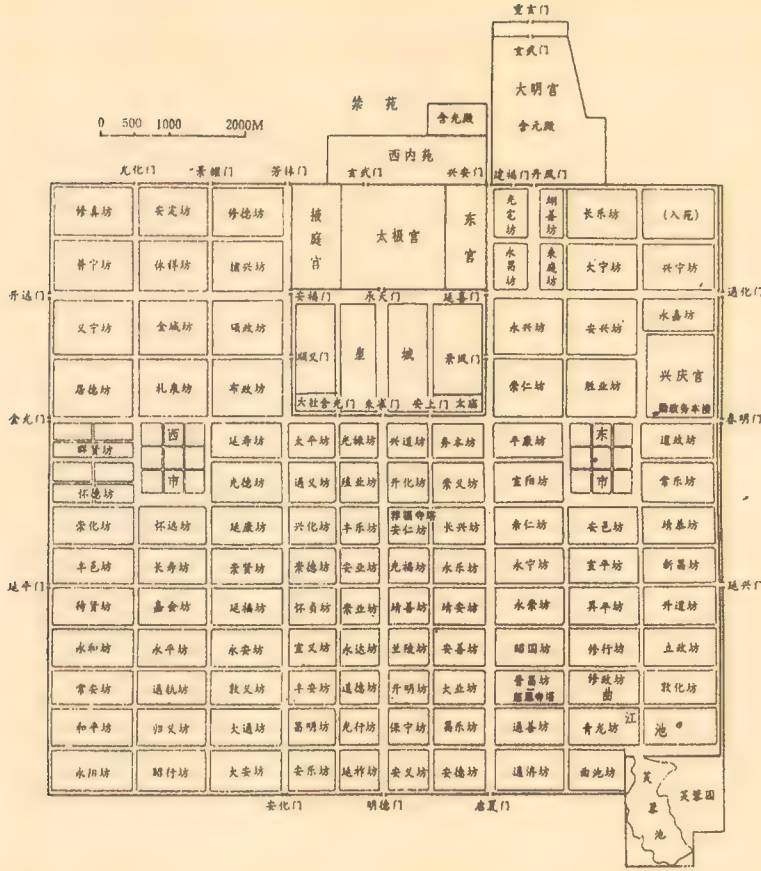 重玄门
玄武门
大明宫
禁苑
含光殿
含元殿
0 500 1000 2000M
西内苑
光化门 景耀门 芳林门 玄武门 兴安门 建福门 丹凤门
修真坊 安定坊 修德坊 掖庭宫 太极宫 东宫 光宅坊 翊善坊 长乐坊 (入苑)
普宁坊 休祥坊 辅兴坊 永昌坊 来庭坊 大宁坊 兴宁坊
开远门 安福门 承天门 延喜门 通化门
义宁坊 金城坊 颁政坊 顺义门 皇城 景风门 永兴坊 安兴坊 永嘉坊
兴庆宫
居德坊 礼泉坊 布政坊 崇仁坊 胜业坊
大社 含光门 朱雀门 安上门 太庙 勤政务本楼
金光门 春明门
群贤坊 西市 延寿坊 太平坊 光禄坊 兴道坊 务本坊 平康坊 东市 道政坊
怀德坊 光德坊 通义坊 殖业坊 开化坊 崇义坊 宣阳坊 常乐坊
荐福寺塔
崇化坊 怀远坊 延康坊 兴化坊 丰乐坊 安仁坊 长兴坊 亲仁坊 安邑坊 靖恭坊
丰邑坊 长寿坊 崇贤坊 崇德坊 安业坊 光福坊 永乐坊 永宁坊 宣平坊 新昌坊
延平门 延兴门
待贤坊 嘉会坊 延福坊 怀贞坊 崇业坊 靖善坊 靖安坊 永崇坊 昇平坊 升道坊
永和坊 永平坊 永安坊 宣义坊 永达坊 兰陵坊 安善坊 昭国坊 修行坊 立政坊
常安坊 通轨坊 敦义坊 丰安坊 道德坊 开明坊 大业坊 晋昌坊 修政坊 敦化坊
慈恩寺塔 曲
和平坊 归义坊 大通坊 昌明坊 光行坊 保宁坊 昌乐坊 通善坊 青龙坊 江 池
永阳坊 昭行坊 大安坊 安乐坊 延祚坊 安义坊 安德坊 通济坊 曲池坊
芙蓉池 芙蓉园
安化门 明德门 启夏门